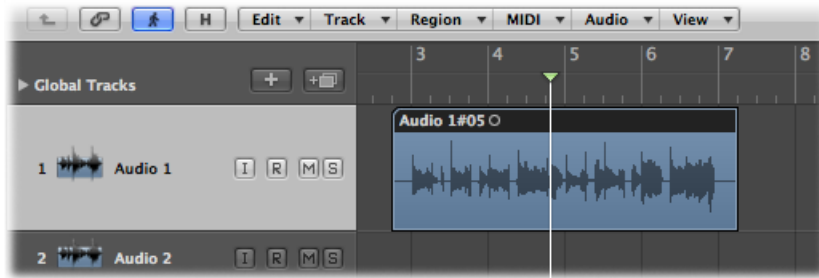 H Edit Track Region MIDI Audio View
3 4 5 6 7 8
Global Tracks
Audio 1#05
1 Audio 1 I R M S
2 Audio 2 I R M S